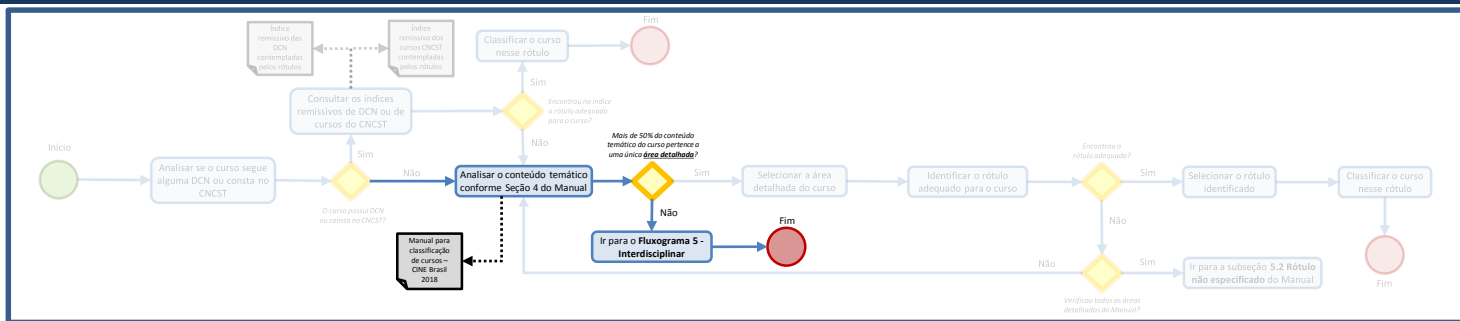 Índice
remissivo das
DCN
contempladas
pelos rótulos
Índice
remissivo dos
cursos CNCST
contemplados
pelos rótulos
Classificar o curso
nesse rótulo
Fim
Consultar os índices
remissivos de DCN ou de
cursos do CNCST
Sim
Encontrou no índice
o rótulo adequado
para o curso?
Não
Início
Analisar se o curso segue
alguma DCN ou consta no
CNCST
Sim
O curso possui DCN
ou consta no CNCST?
Não
Analisar o conteúdo temático
conforme Seção 4 do Manual
Mais de 50% do conteúdo
temático do curso pertence a
uma única área detalhada?
Sim
Selecionar a área
detalhada do curso
Identificar o rótulo
adequado para o curso
Encontrou o
rótulo adequado?
Sim
Selecionar o rótulo
identificado
Classificar o curso
nesse rótulo
Fim
Não
Manual para
classificação
de cursos –
CINE Brasil
2018
Ir para o Fluxograma 5 -
Interdisciplinar
Fim
Não
Não
Verificou todas as áreas
detalhadas do Manual?
Sim
Ir para a subseção 5.2 Rótulo
não especificado do Manual